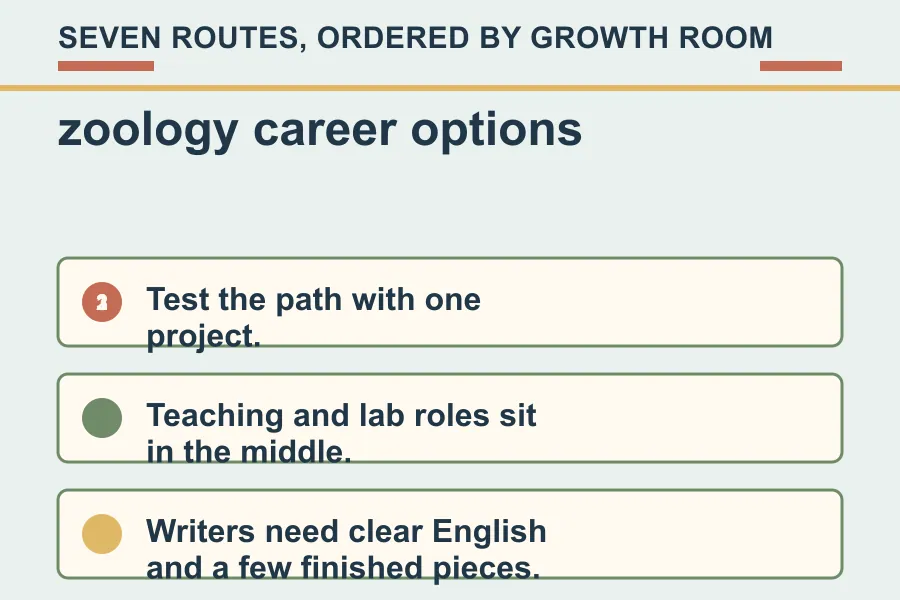 SEVEN ROUTES, ORDERED BY GROWTH ROOM
zoology career options
Test the path with one
project.
Teaching and lab roles sit
in the middle.
Writers need clear English
and a few finished pieces.